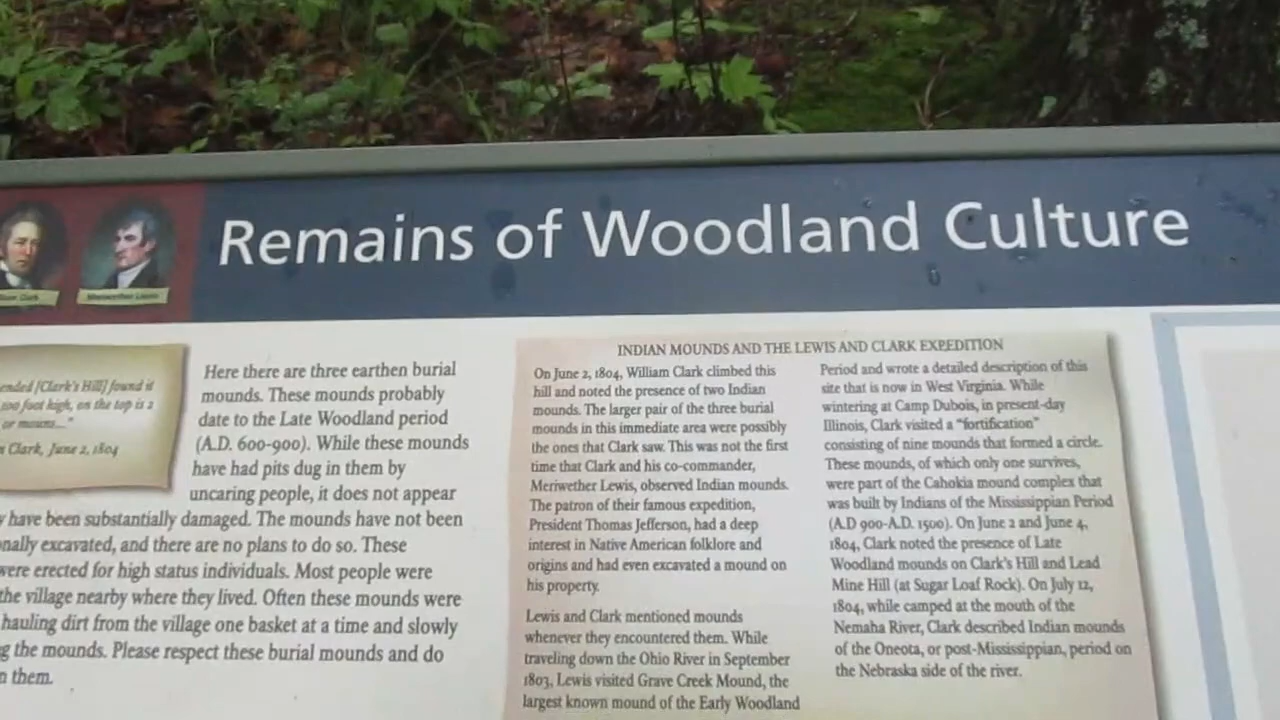 Remains of Woodland Culture
Clark
Meriwether Lewis
ended [Clark's Hill] found it
100 foot high, on the top is 2
or mouns..."
Clark, June 2, 1804
Here there are three earthen burial
mounds. These mounds probably
date to the Late Woodland period
(A.D. 600-900). While these mounds
have had pits dug in them by
uncaring people, it does not appear
have been substantially damaged. The mounds have not been
nally excavated, and there are no plans to do so. These
were erected for high status individuals. Most people were
the village nearby where they lived. Often these mounds were
hauling dirt from the village one basket at a time and slowly
g the mounds. Please respect these burial mounds and do
n them.
INDIAN MOUNDS AND THE LEWIS AND CLARK EXPEDITION
On June 2, 1804, William Clark climbed this
hill and noted the presence of two Indian
mounds. The larger pair of the three burial
mounds in this immediate area were possibly
the ones that Clark saw. This was not the first
time that Clark and his co-commander,
Meriwether Lewis, observed Indian mounds.
The patron of their famous expedition,
President Thomas Jefferson, had a deep
interest in Native American folklore and
origins and had even excavated a mound on
his property.
Lewis and Clark mentioned mounds
whenever they encountered them. While
traveling down the Ohio River in September
1803, Lewis visited Grave Creek Mound, the
largest known mound of the Early Woodland
Period and wrote a detailed description of this
site that is now in West Virginia. While
wintering at Camp Dubois, in present-day
Illinois, Clark visited a "fortification"
consisting of nine mounds that formed a circle.
These mounds, of which only one survives,
were part of the Cahokia mound complex that
was built by Indians of the Mississippian Period
(A.D 900-A.D. 1500). On June 2 and June 4,
1804, Clark noted the presence of Late
Woodland mounds on Clark's Hill and Lead
Mine Hill (at Sugar Loaf Rock). On July 12,
1804, while camped at the mouth of the
Nemaha River, Clark described Indian mounds
of the Oneota, or post-Mississippian, period on
the Nebraska side of the river.